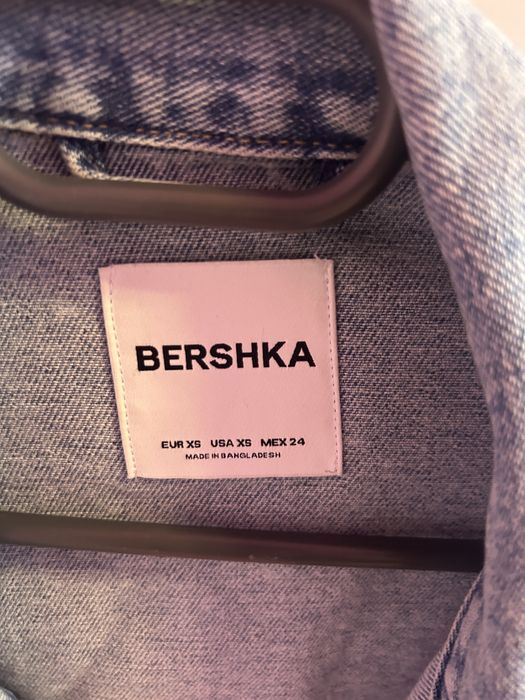 BERSHKA
EUR XS USA XS MEX 24
MADE IN BANGLADESH